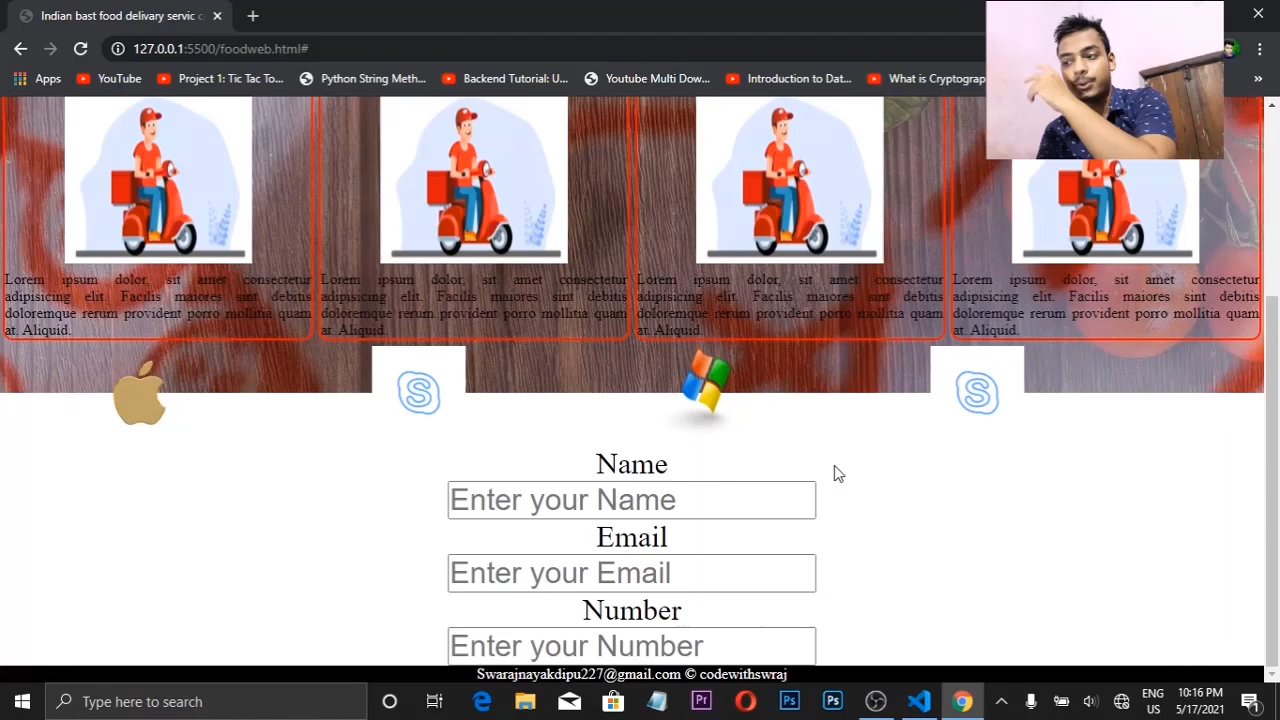 Indian bast food delivery servic c
127.0.0.1:5500/foodweb.html#
Apps YouTube Project 1: Tic Tac To... Python String Meth... Backend Tutorial: U... Youtube Multi Dow... Introduction to Dat... What is Cryptograp »
Lorem ipsum dolor, sit amet consectetur
adipisicing elit. Facilis maiores sint debitis
doloremque rerum provident porro mollitia quam
at. Aliquid.
Lorem ipsum dolor, sit amet consectetur
adipisicing elit. Facilis maiores sint debitis
doloremque rerum provident porro mollitia quam
at. Aliquid.
Lorem ipsum dolor, sit amet consectetur
adipisicing elit. Facilis maiores sint debitis
doloremque rerum provident porro mollitia quam
at. Aliquid.
Lorem ipsum dolor, sit amet consectetur
adipisicing elit. Facilis maiores sint debitis
doloremque rerum provident porro mollitia quam
at. Aliquid.
Name
Enter your Name
Email
Enter your Email
Number
Enter your Number
Swarajnayakdipu227@gmail.com © codewithswraj
Type here to search
Pr
Ps
Ps
ENG
US
10:16 PM
5/17/2021
1